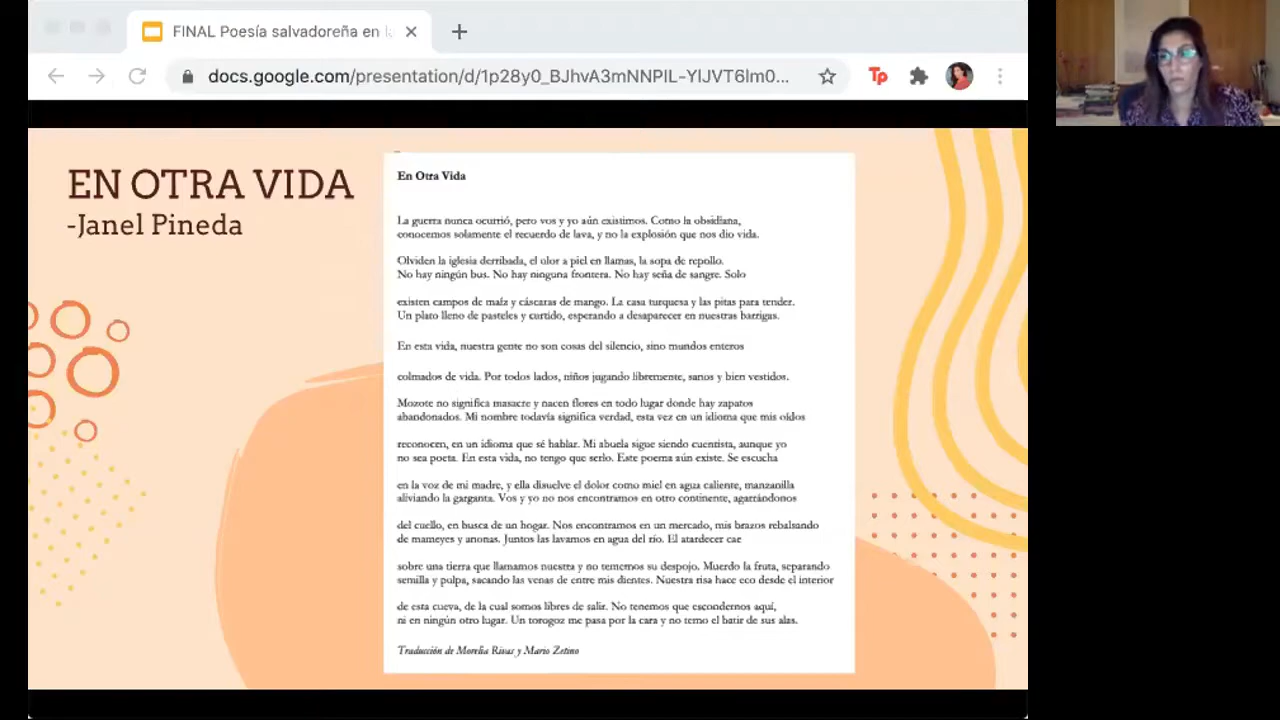 FINAL Poesía salvadoreña en l
docs.google.com/presentation/d/1p28y0_BJhvA3mNNPIL-YlJVT6lm0...
Tp
EN OTRA VIDA
-Janel Pineda
En Otra Vida
La guerra nunca ocurrió, pero vos y yo aún existimos. Como la obsidiana,
conocemos solamente el recuerdo de lava, y no la explosión que nos dio vida.
Olviden la iglesia derribada, el olor a piel en llamas, la sopa de repollo.
No hay ningún bus. No hay ninguna frontera. No hay seña de sangre. Solo
existen campos de maíz y cáscaras de mango. La casa turquesa y las pitas para tender.
Un plato lleno de pasteles y curtido, esperando a desaparecer en nuestras barrigas.
En esta vida, nuestra gente no son cosas del silencio, sino mundos enteros
colmados de vida. Por todos lados, niños jugando libremente, sanos y bien vestidos.
Mozote no significa masacre y nacen flores en todo lugar donde hay zapatos
abandonados. Mi nombre todavía significa verdad, esta vez en un idioma que mis oídos
reconocen, en un idioma que sé hablar. Mi abuela sigue siendo cuentista, aunque yo
no sea poeta. En esta vida, no tengo que serlo. Este poema aún existe. Se escucha
en la voz de mi madre, y ella disuelve el dolor como miel en agua caliente, manzanilla
aliviando la garganta. Vos y yo no nos encontramos en otro continente, agarrándonos
del cuello, en busca de un hogar. Nos encontramos en un mercado, mis brazos rebalsando
de mameyes y anonas. Juntos las lavamos en agua del río. El atardecer cae
sobre una tierra que llamamos nuestra y no tememos su despojo. Muerdo la fruta, separando
semilla y pulpa, sacando las venas de entre mis dientes. Nuestra risa hace eco desde el interior
de esta cueva, de la cual somos libres de salir. No tenemos que escondernos aquí,
ni en ningún otro lugar. Un torogoz me pasa por la cara y no temo el batir de sus alas.
Traducción de Morelia Rivas y Mario Zetino